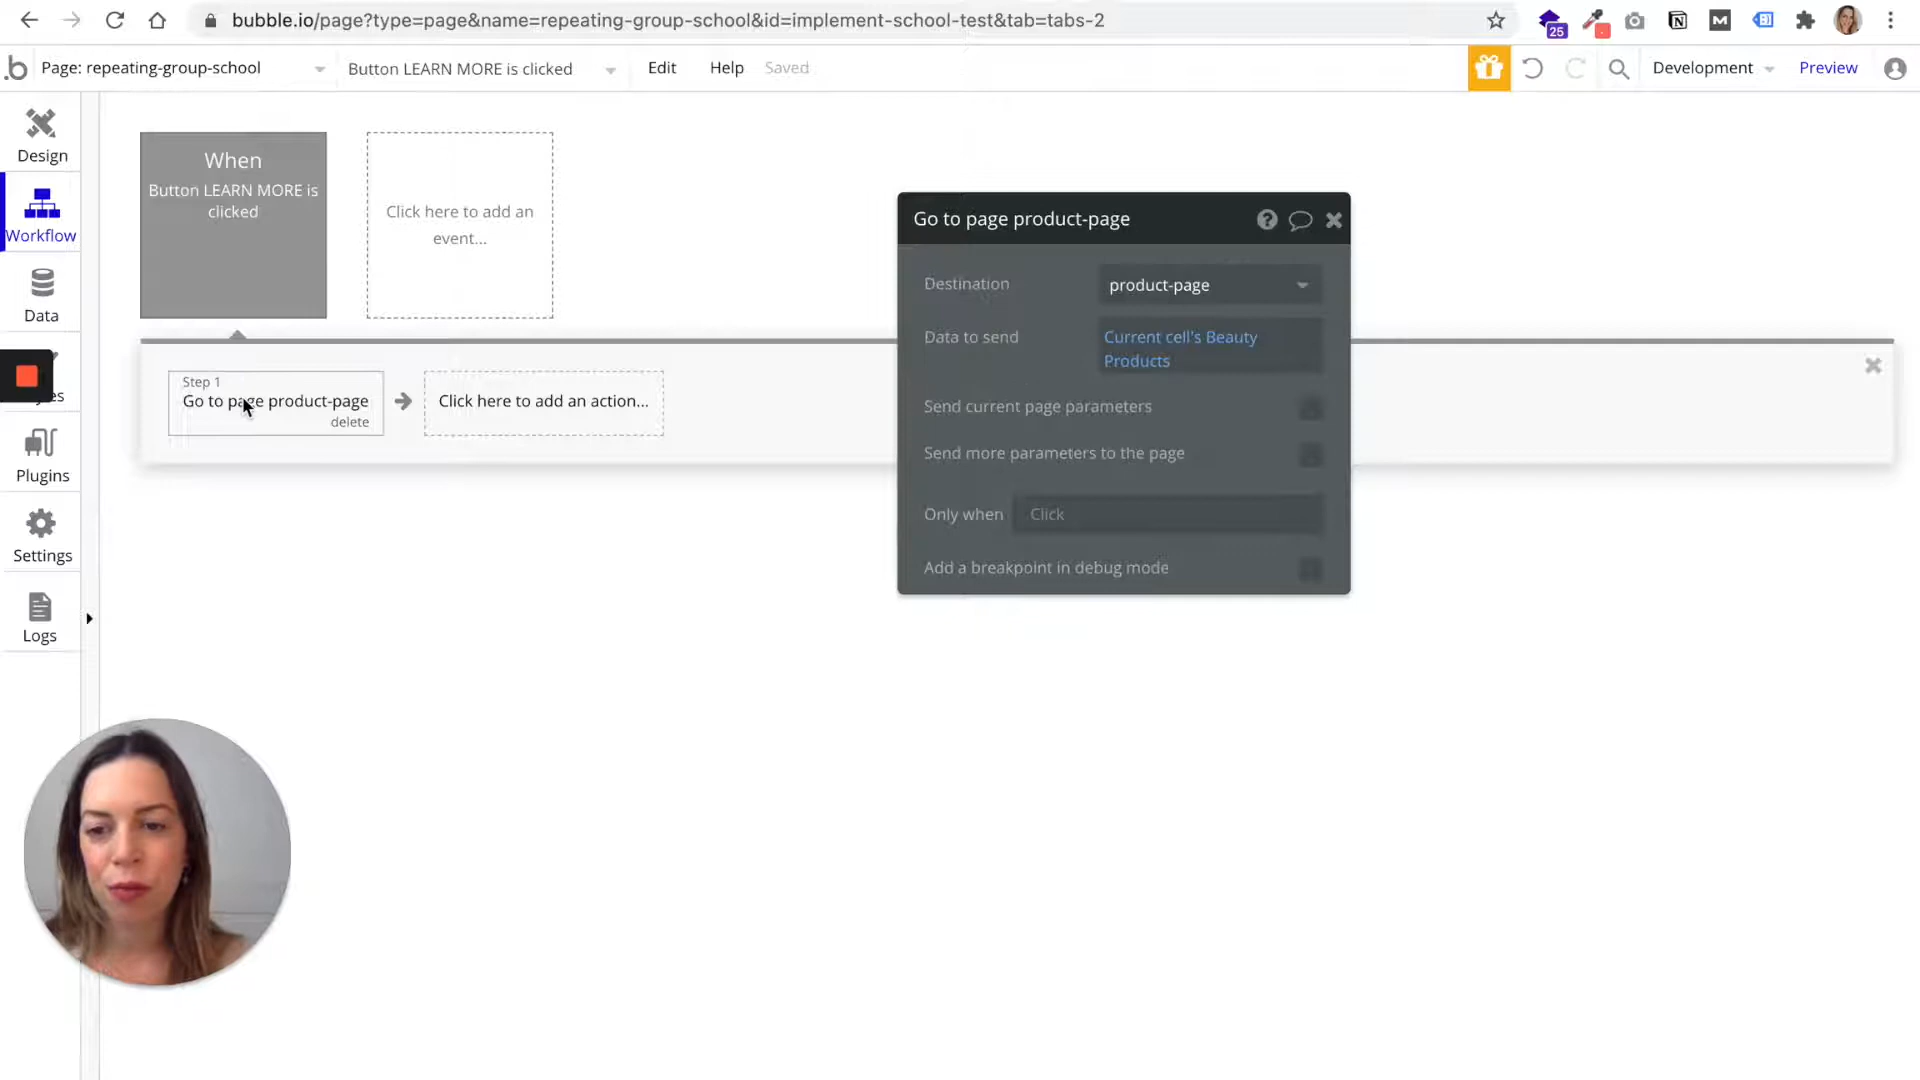 bubble.io/page?type=page&name=repeating-group-school&id=implement-school-test&tab=tabs-2
25
Page: repeating-group-school
Button LEARN MORE is clicked
Edit
Help
Saved
Development
Preview
Design
Workflow
Data
Plugins
Settings
Logs
When
Button LEARN MORE is
clicked
Click here to add an
event...
Step 1
Go to page product-page
delete
Click here to add an action...
Go to page product-page
Destination
product-page
Data to send
Current cell's Beauty
Products
Send current page parameters
Send more parameters to the page
Only when
Click
Add a breakpoint in debug mode